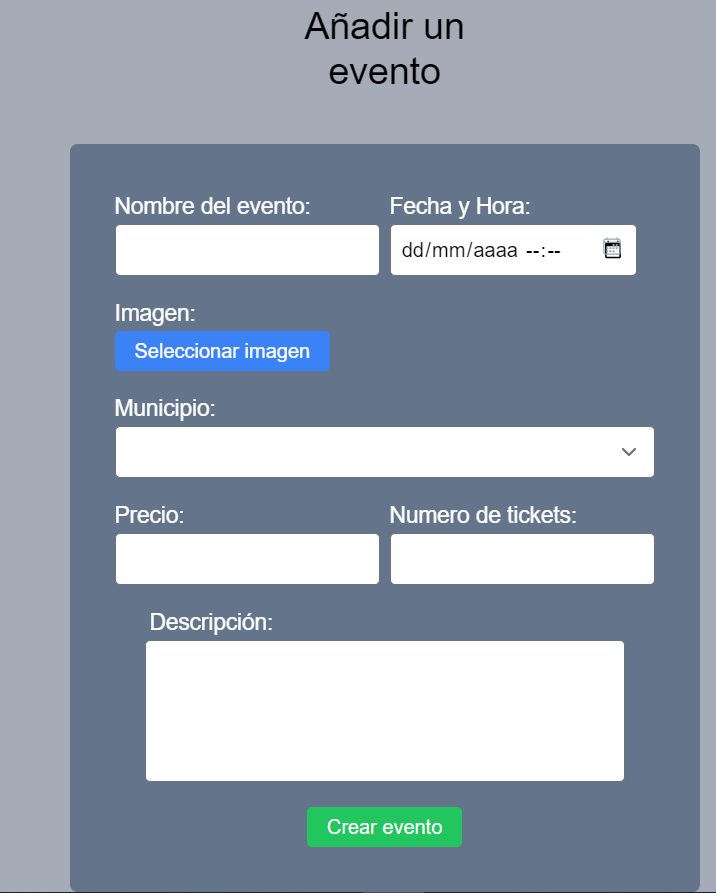 Añadir un
evento
Nombre del evento: Fecha y Hora:
dd/mm/aaaa --:--
Imagen:
Seleccionar imagen
Municipio:
Precio: Numero de tickets:
Descripción:
Crear evento